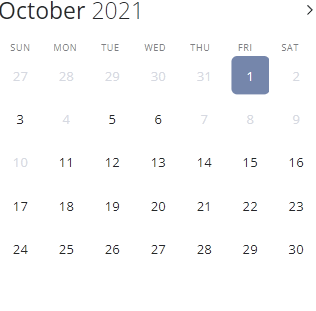 October 2021
SUN MON TUE WED THU FRI SAT
27 28 29 30 31 1 2
3 4 5 6 7 8 9
10 11 12 13 14 15 16
17 18 19 20 21 22 23
24 25 26 27 28 29 30